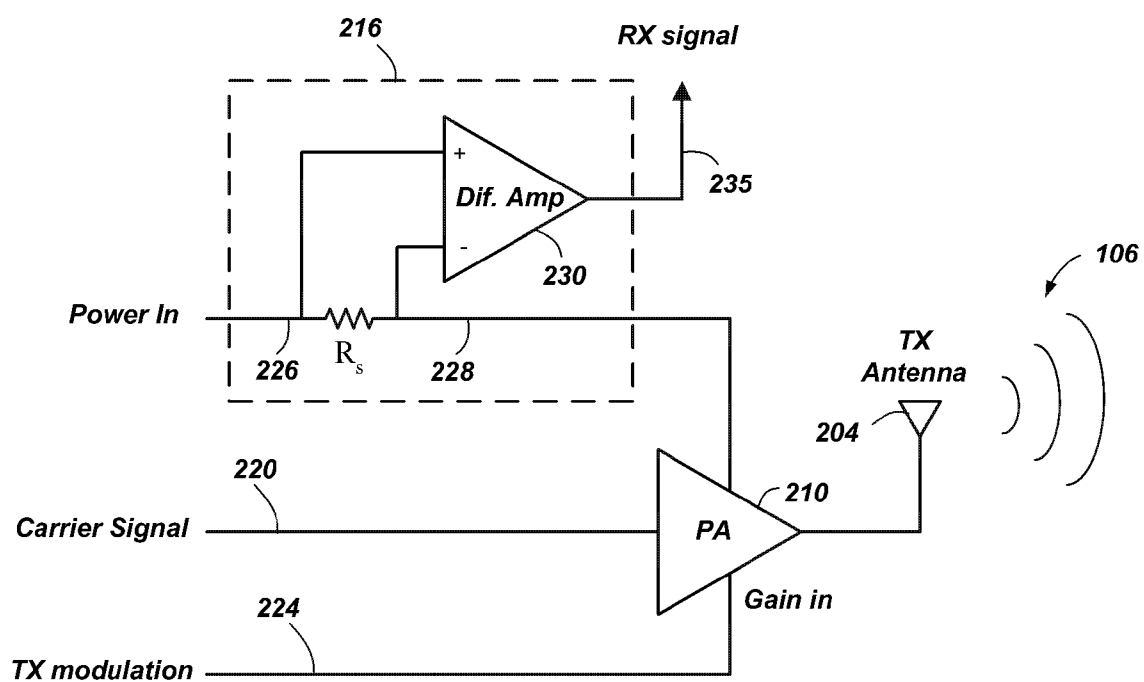 216
RX signal
+
Dif. Amp
-
235
230
106
Power In
226
Rs
228
TX
Antenna
204
220
210
Carrier Signal
PA
224
Gain in
TX modulation